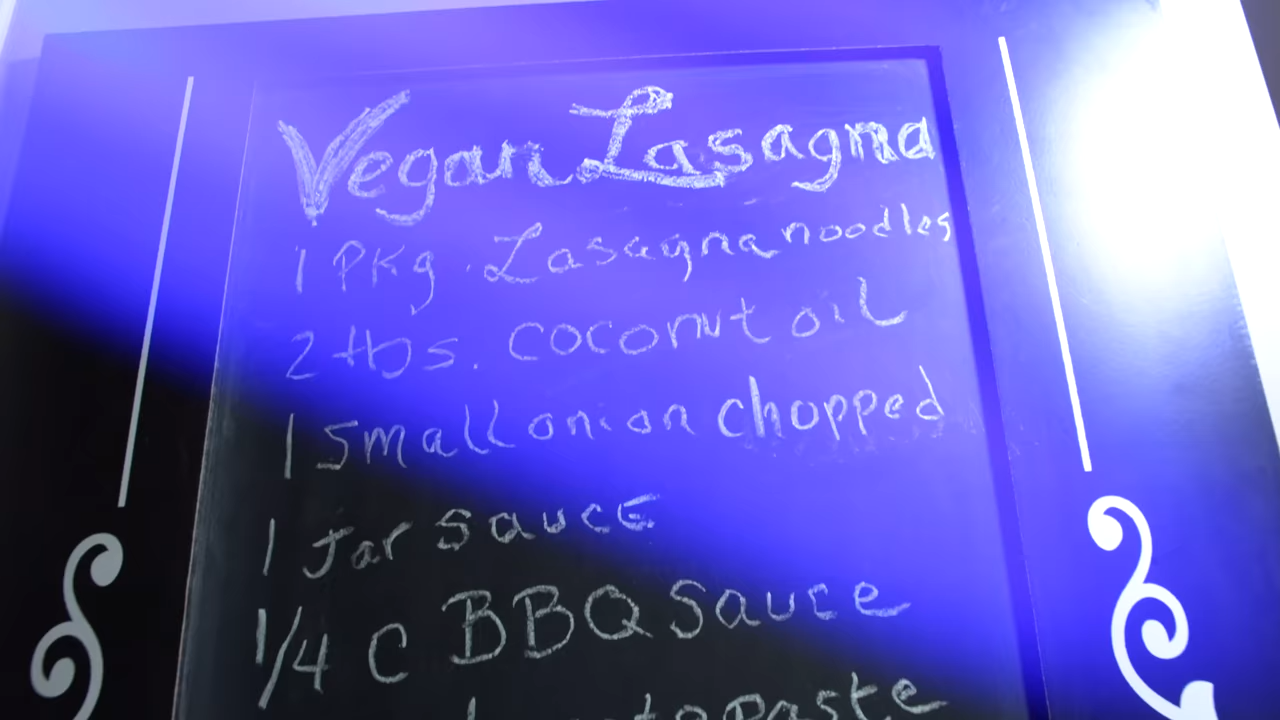 Vegan Lasagna
1 PKg. Lasagna noodles
2 tbs. coconut oil
1 Small onion chopped
1 Jar sauce
1/4 C BBQ Sauce
Paste